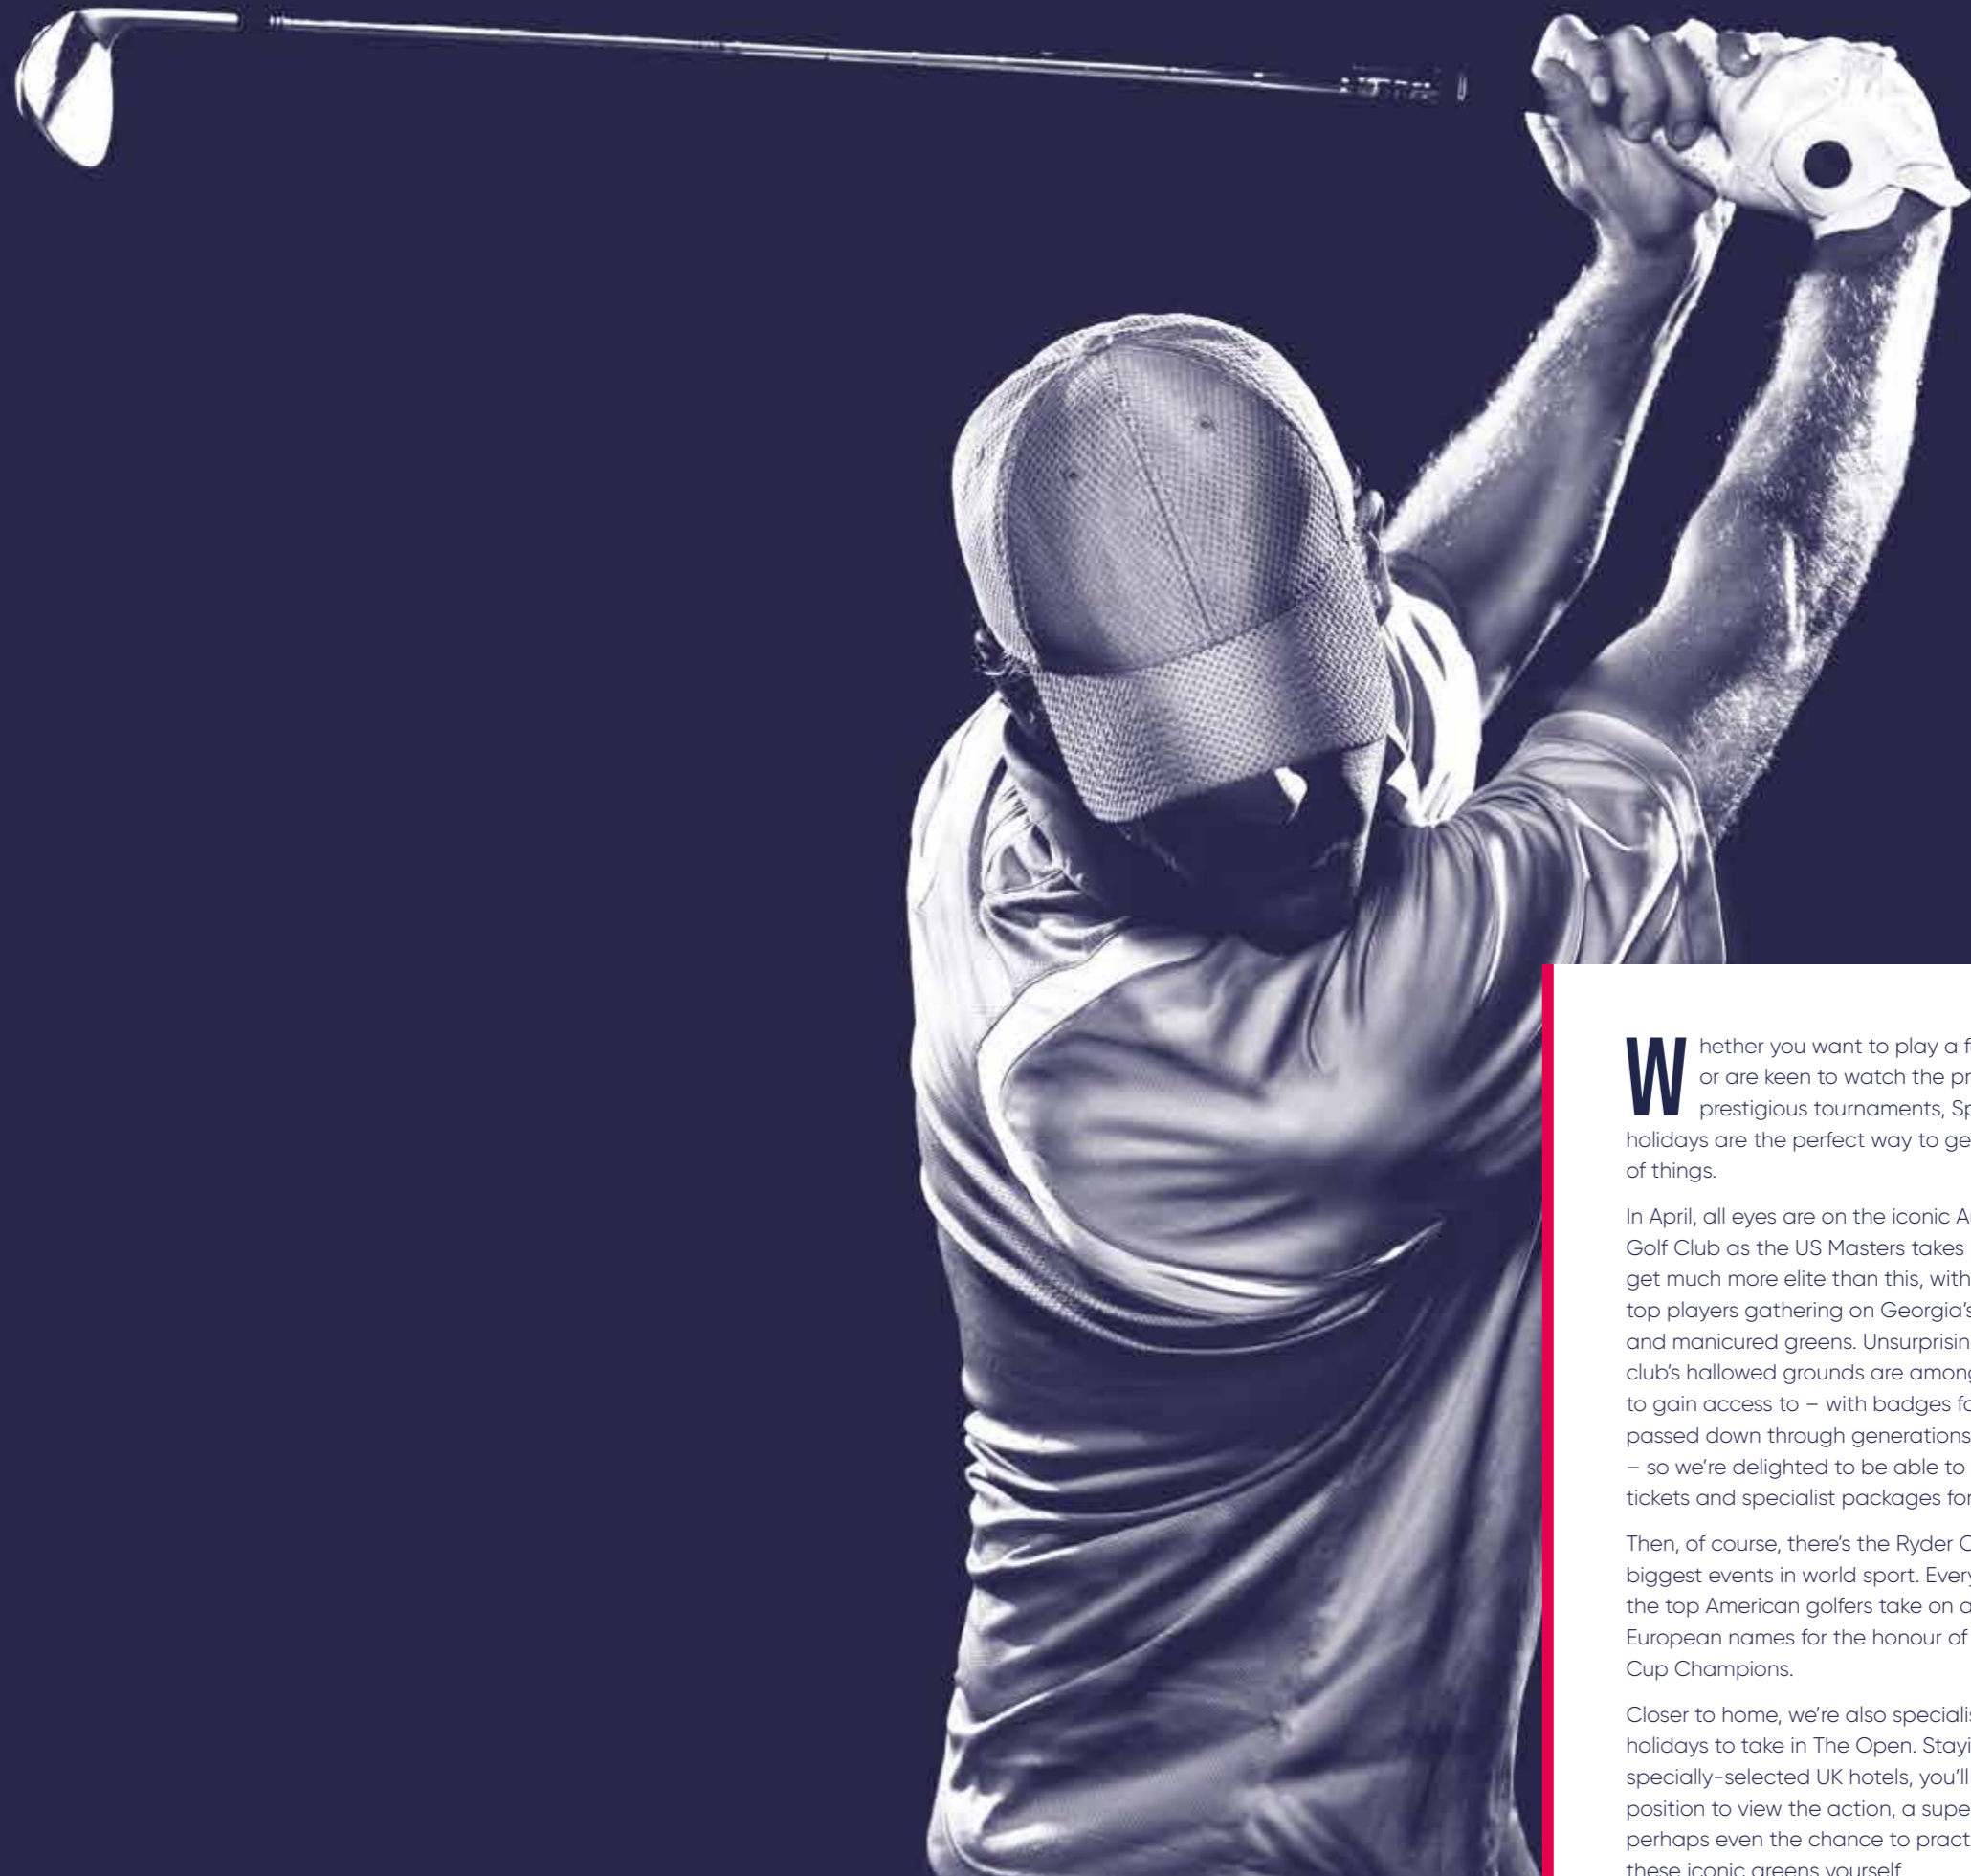 Whether you want to play a f
or are keen to watch the pr
prestigious tournaments, Sp
holidays are the perfect way to ge
of things.
In April, all eyes are on the iconic A
Golf Club as the US Masters takes
get much more elite than this, with
top players gathering on Georgia's
and manicured greens. Unsurprisin
club's hallowed grounds are among
to gain access to – with badges fo
passed down through generations
– so we're delighted to be able to
tickets and specialist packages for
Then, of course, there's the Ryder C
biggest events in world sport. Every
the top American golfers take on a
European names for the honour of
Cup Champions.
Closer to home, we're also specialis
holidays to take in The Open. Stayi
specially-selected UK hotels, you'll
position to view the action, a supe
perhaps even the chance to pract
these iconic greens yourself